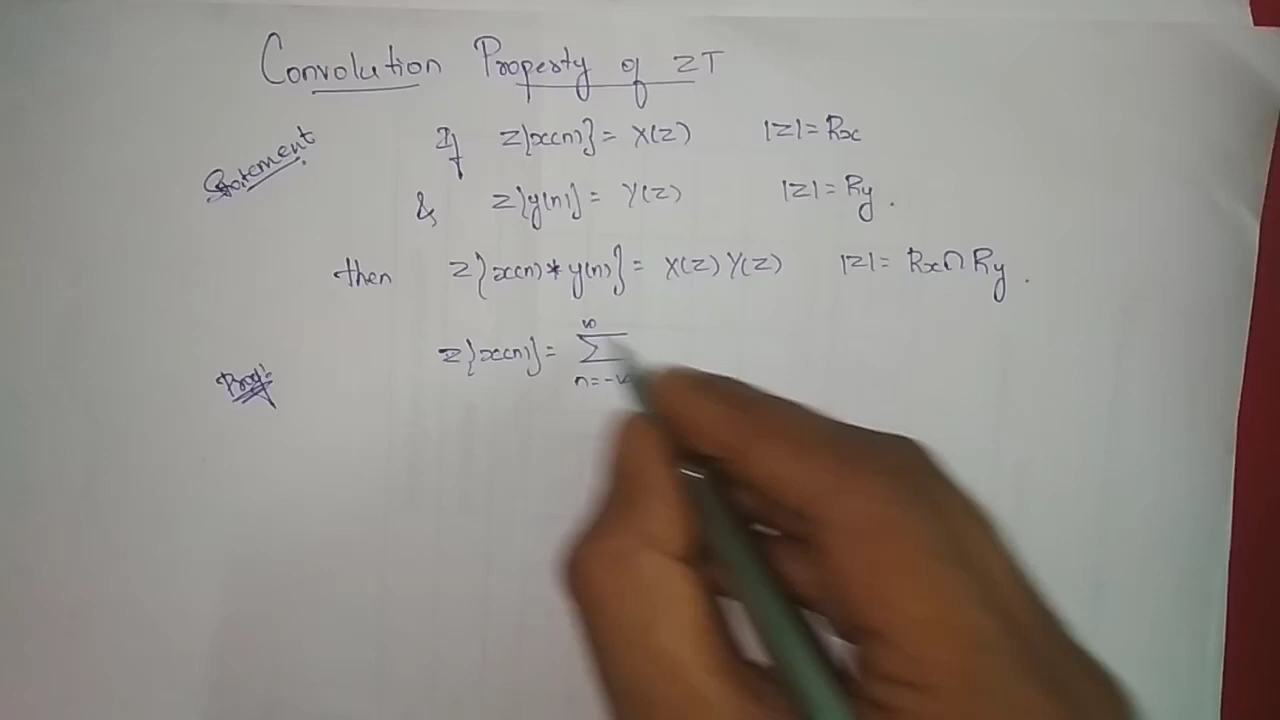 Convolution Property of ZT
Statement
If Z{x(n)} = X(Z) |Z| = Rx
& Z{y(n)} = Y(Z) |Z| = Ry.
then Z{x(n) * y(n)} = X(Z) Y(Z) |Z| = Rx ∩ Ry.
Proof:
Z{x(n)} = ∞ Σ n=-∞